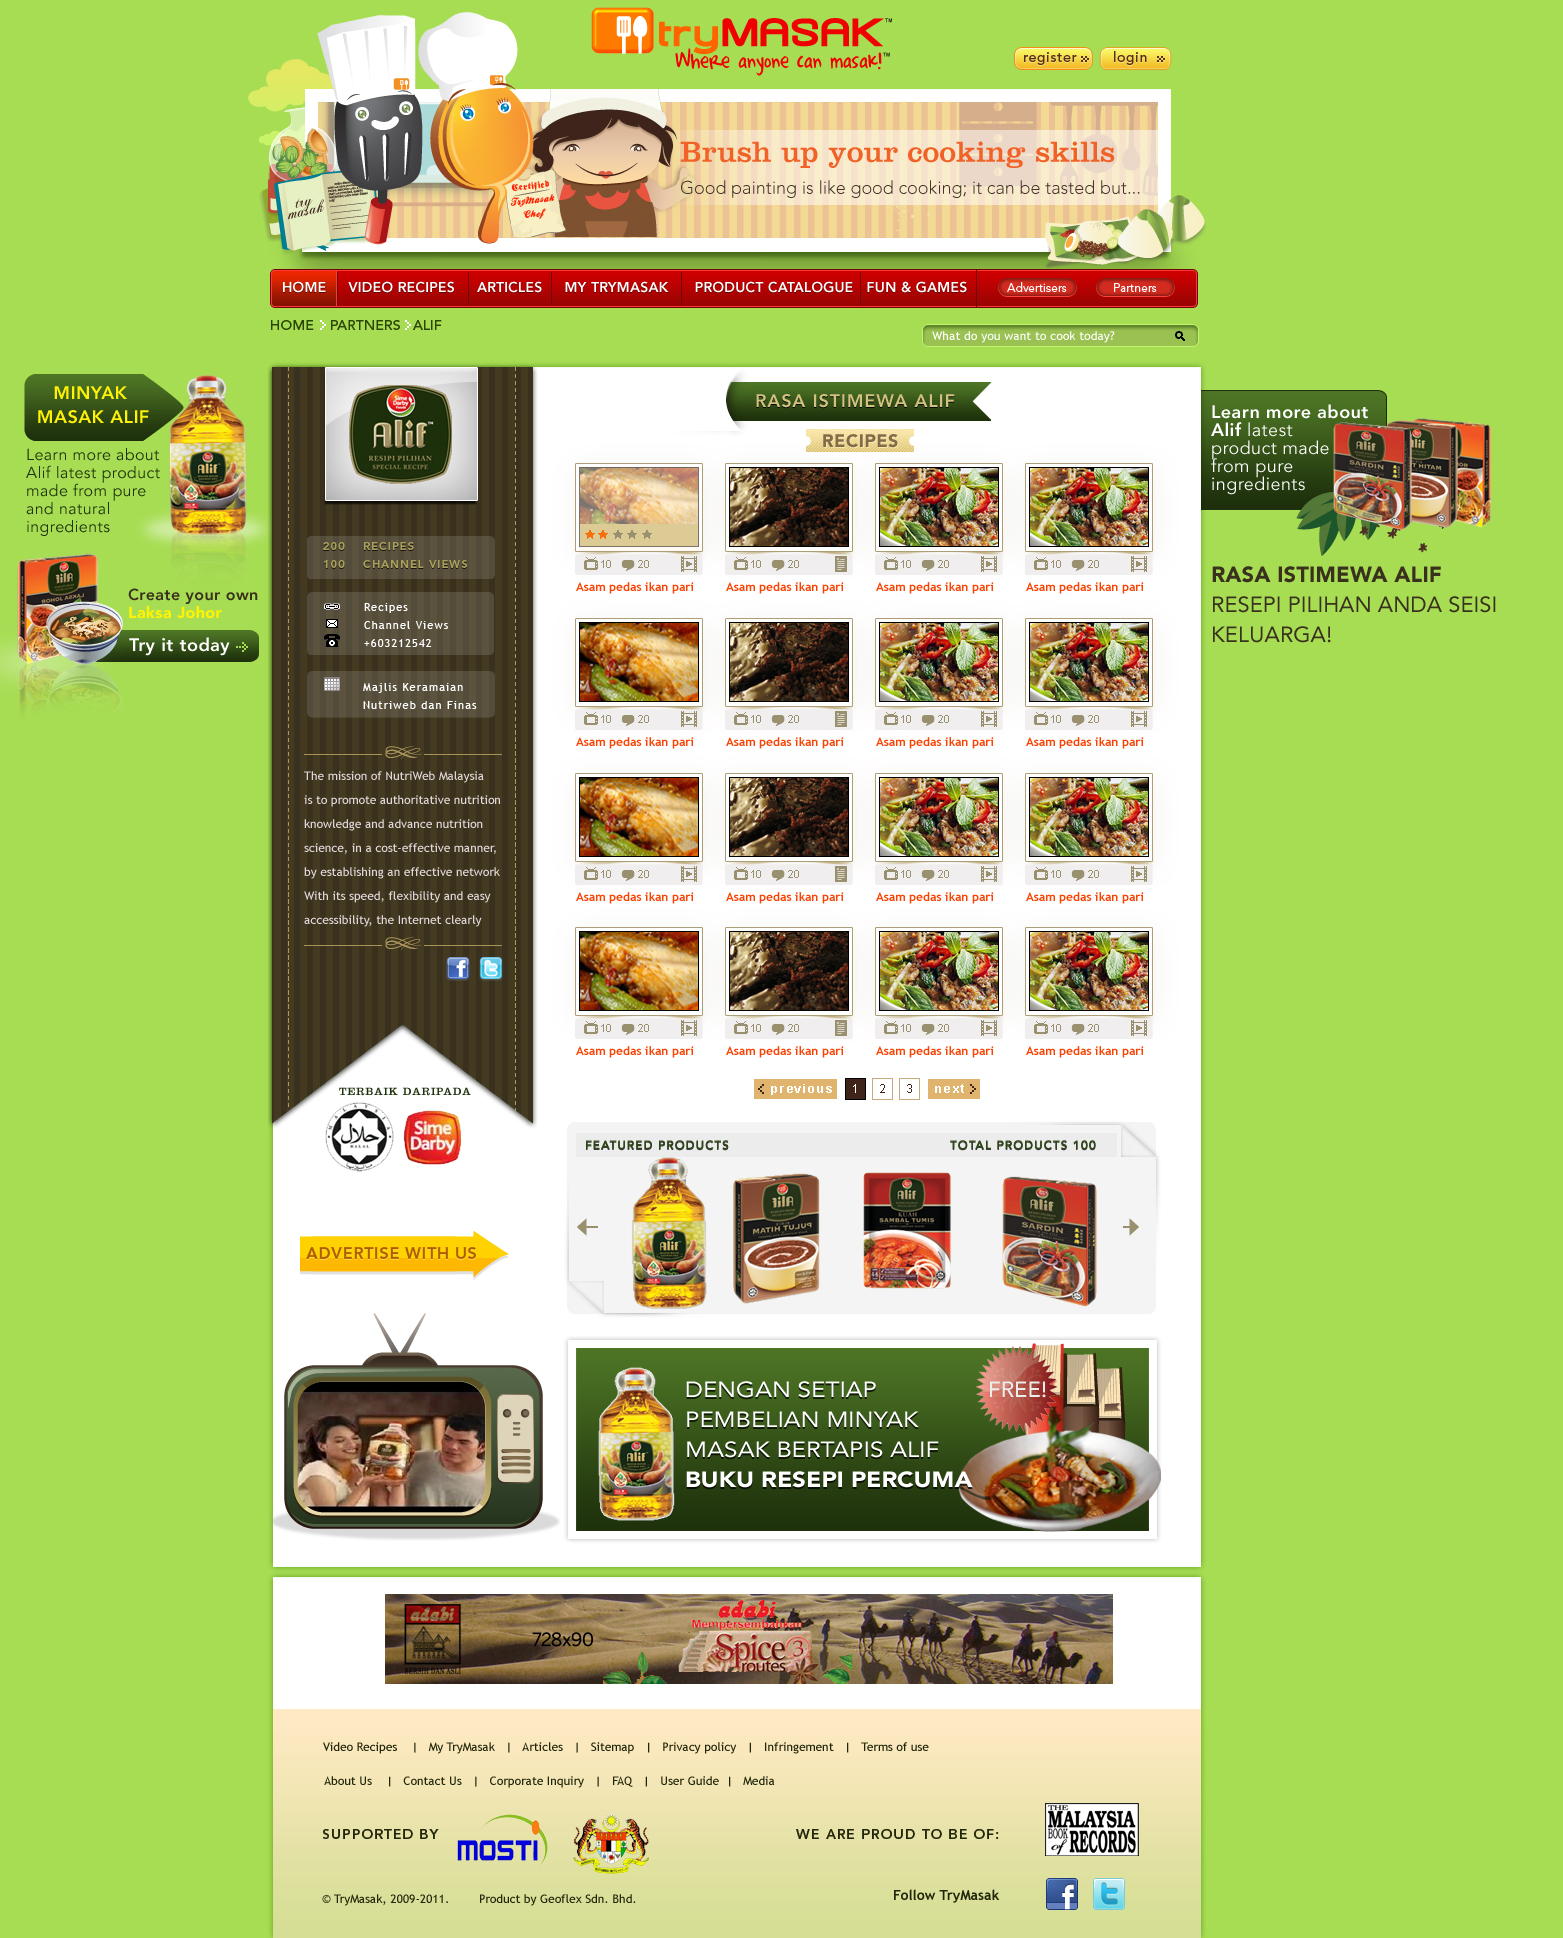 tryMASAK™
Where anyone can masak!™
register
login
Brush up your cooking skills
Good painting is like good cooking; it can be tasted but...
try
masak
Certified
TryMasak
Chef
HOME
VIDEO RECIPES
ARTICLES
MY TRYMASAK
PRODUCT CATALOGUE
FUN & GAMES
Advertisers
Partners
HOME
PARTNERS
ALIF
What do you want to cook today?
MINYAK
MASAK ALIF
Learn more about
Alif latest product
made from pure
and natural
ingredients
Create your own
Laksa Johor
Try it today
Sime
Darby
Alif™
RESIPI PILIHAN
SPECIAL RECIPE
200 RECIPES
100 CHANNEL VIEWS
Recipes
Channel Views
+603212542
Majlis Keramaian
Nutriweb dan Finas
The mission of NutriWeb Malaysia
is to promote authoritative nutrition
knowledge and advance nutrition
science, in a cost-effective manner,
by establishing an effective network
With its speed, flexibility and easy
accessibility, the Internet clearly
TERBAIK DARIPADA
حلال
HALAL
Sime
Darby
ADVERTISE WITH US
RASA ISTIMEWA ALIF
RECIPES
10 20 10 20 10 20 10 20
Asam pedas ikan pari Asam pedas ikan pari Asam pedas ikan pari Asam pedas ikan pari
10 20 10 20 10 20 10 20
Asam pedas ikan pari Asam pedas ikan pari Asam pedas ikan pari Asam pedas ikan pari
10 20 10 20 10 20 10 20
Asam pedas ikan pari Asam pedas ikan pari Asam pedas ikan pari Asam pedas ikan pari
10 20 10 20 10 20 10 20
Asam pedas ikan pari Asam pedas ikan pari Asam pedas ikan pari Asam pedas ikan pari
previous 1 2 3 next
FEATURED PRODUCTS
TOTAL PRODUCTS 100
Alif
Alif
KUAH
SAMBAL TUMIS
Alif
SARDIN
DENGAN SETIAP
PEMBELIAN MINYAK
MASAK BERTAPIS ALIF
BUKU RESEPI PERCUMA
FREE!
Alif
Learn more about
Alif latest
product made
from pure
ingredients
SARDIN
RASA ISTIMEWA ALIF
RESEPI PILIHAN ANDA SEISI
KELUARGA!
adabi
728x90
adabi
Mempersembahkan
Spice
routes
3
Video Recipes | My TryMasak | Articles | Sitemap | Privacy policy | Infringement | Terms of use
About Us | Contact Us | Corporate Inquiry | FAQ | User Guide | Media
SUPPORTED BY
MOSTI
WE ARE PROUD TO BE OF:
THE
MALAYSIA
BOOK
of RECORDS
© TryMasak, 2009-2011. Product by Geoflex Sdn. Bhd.
Follow TryMasak